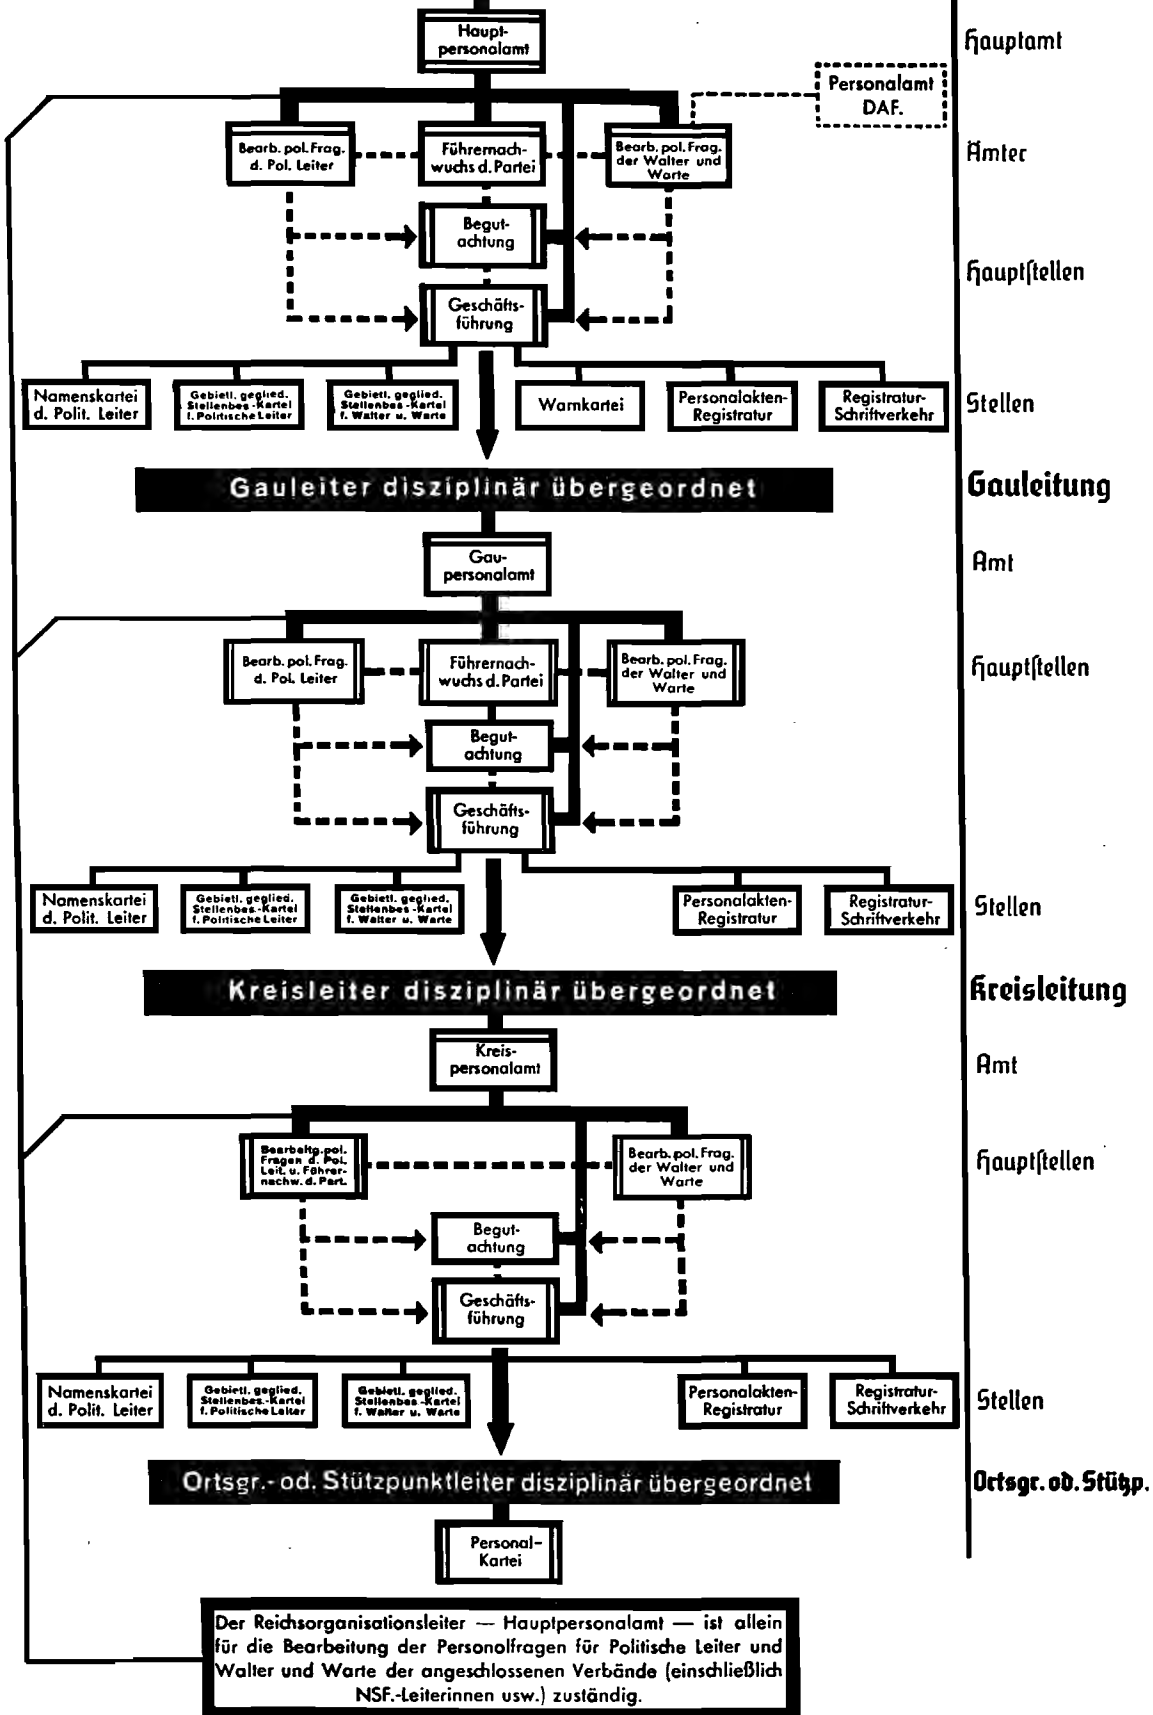 Haupt-
personalamt
Hauptamt
Personalamt
DAF.
Bearb. pol. Frag.
d. Pol. Leiter
Führernach-
wuchs d. Partei
Bearb. pol. Frag.
der Walter und
Warte
Ämter
Begut-
achtung
Hauptstellen
Geschäfts-
führung
Namenskartei
d. Polit. Leiter
Gebietl. geglied.
Stellenbes.-Kartei
f. Politische Leiter
Gebietl. geglied.
Stellenbes.-Kartei
f. Walter u. Warte
Warnkartei
Personalakten-
Registratur
Registratur-
Schriftverkehr
Stellen
Gauleiter disziplinär übergeordnet
Gauleitung
Gau-
personalamt
Amt
Bearb. pol. Frag.
d. Pol. Leiter
Führernach-
wuchs d. Partei
Bearb. pol. Frag.
der Walter und
Warte
Hauptstellen
Begut-
achtung
Geschäfts-
führung
Namenskartei
d. Polit. Leiter
Gebietl. geglied.
Stellenbes.-Kartei
f. Politische Leiter
Gebietl. geglied.
Stellenbes.-Kartei
f. Walter u. Warte
Personalakten-
Registratur
Registratur-
Schriftverkehr
Stellen
Kreisleiter disziplinär übergeordnet
Kreisleitung
Kreis-
personalamt
Amt
Bearbeitg. pol.
Fragen d. Pol.
Leit. u. Führer-
nachw. d. Part.
Bearb. pol. Frag.
der Walter und
Warte
Hauptstellen
Begut-
achtung
Geschäfts-
führung
Namenskartei
d. Polit. Leiter
Gebietl. geglied.
Stellenbes.-Kartei
f. Politische Leiter
Gebietl. geglied.
Stellenbes.-Kartei
f. Walter u. Warte
Personalakten-
Registratur
Registratur-
Schriftverkehr
Stellen
Ortsgr.- od. Stützpunktleiter disziplinär übergeordnet
Ortsgr. od. Stützp.
Personal-
Kartei
Der Reichsorganisationsleiter — Hauptpersonalamt — ist allein
für die Bearbeitung der Personolfragen für Politische Leiter und
Walter und Warte der angeschlossenen Verbände (einschließlich
NSF.-Leiterinnen usw.) zuständig.